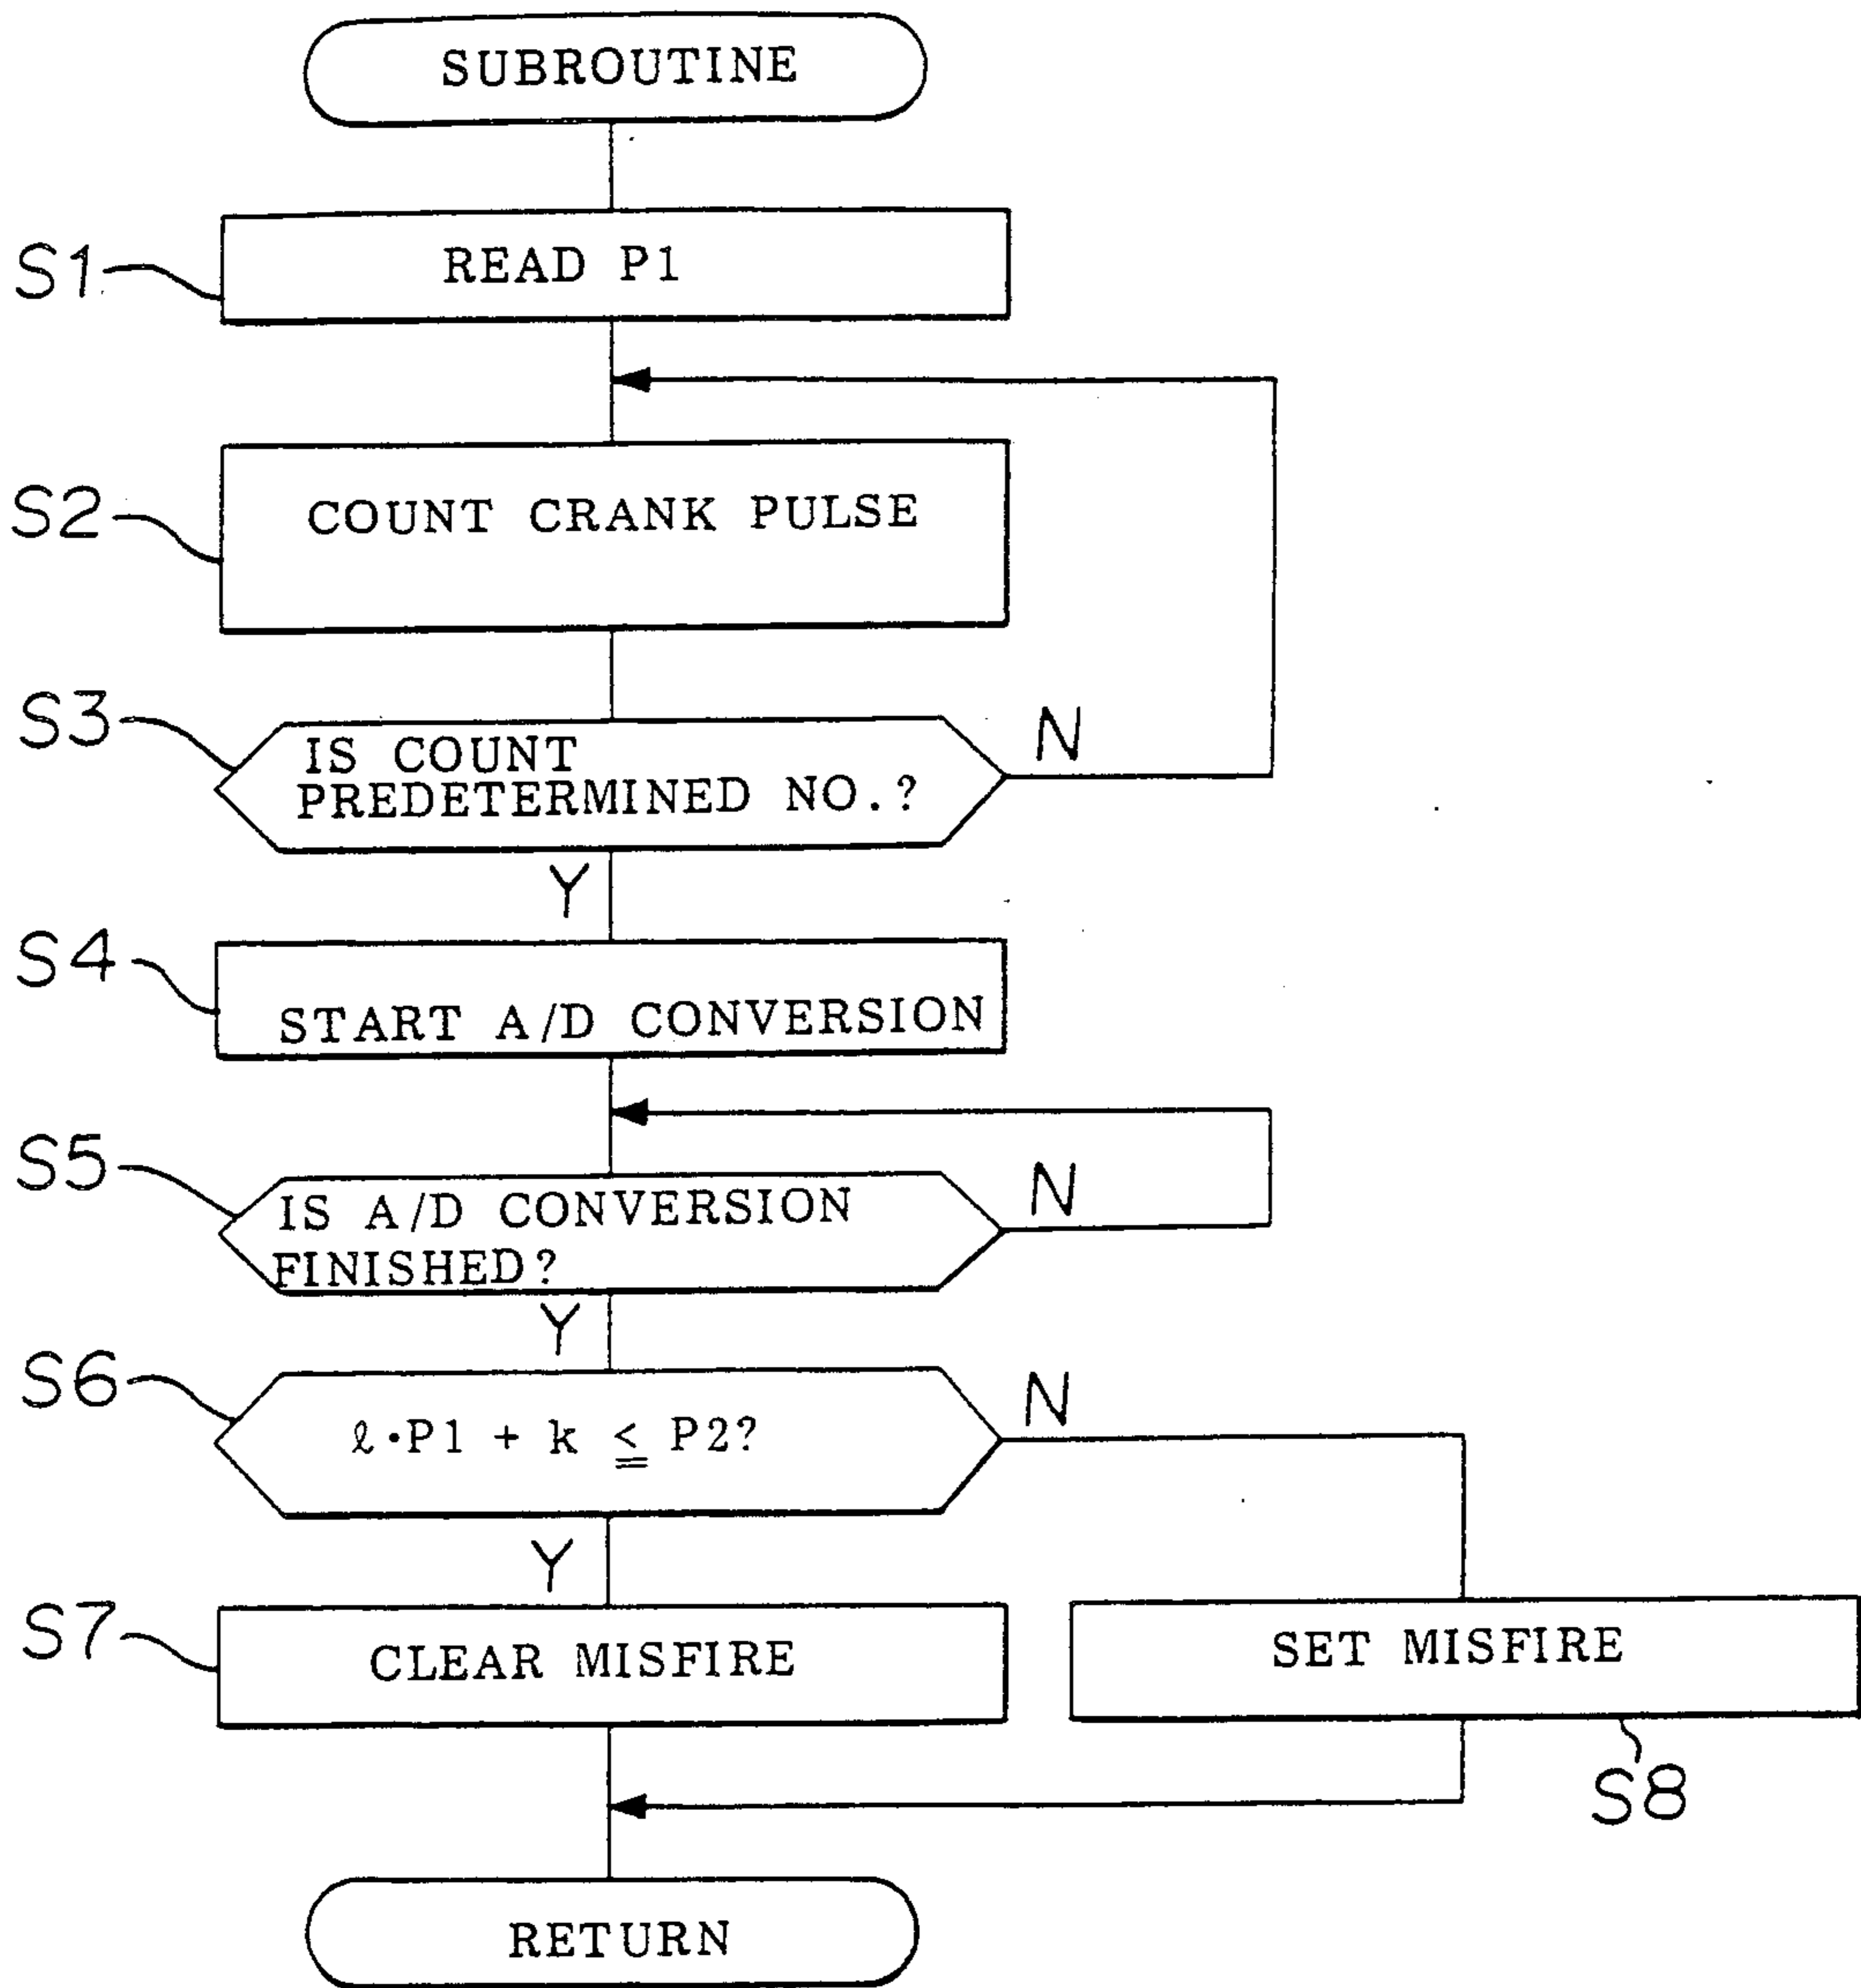 SUBROUTINE
S1
READ P1
S2
COUNT CRANK PULSE
S3
IS COUNT
PREDETERMINED NO.?
N
Y
S4
START A/D CONVERSION
S5
IS A/D CONVERSION
FINISHED?
N
Y
S6
ℓ·P1 + k ≦ P2?
N
Y
S7
CLEAR MISFIRE
SET MISFIRE
S8
RETURN